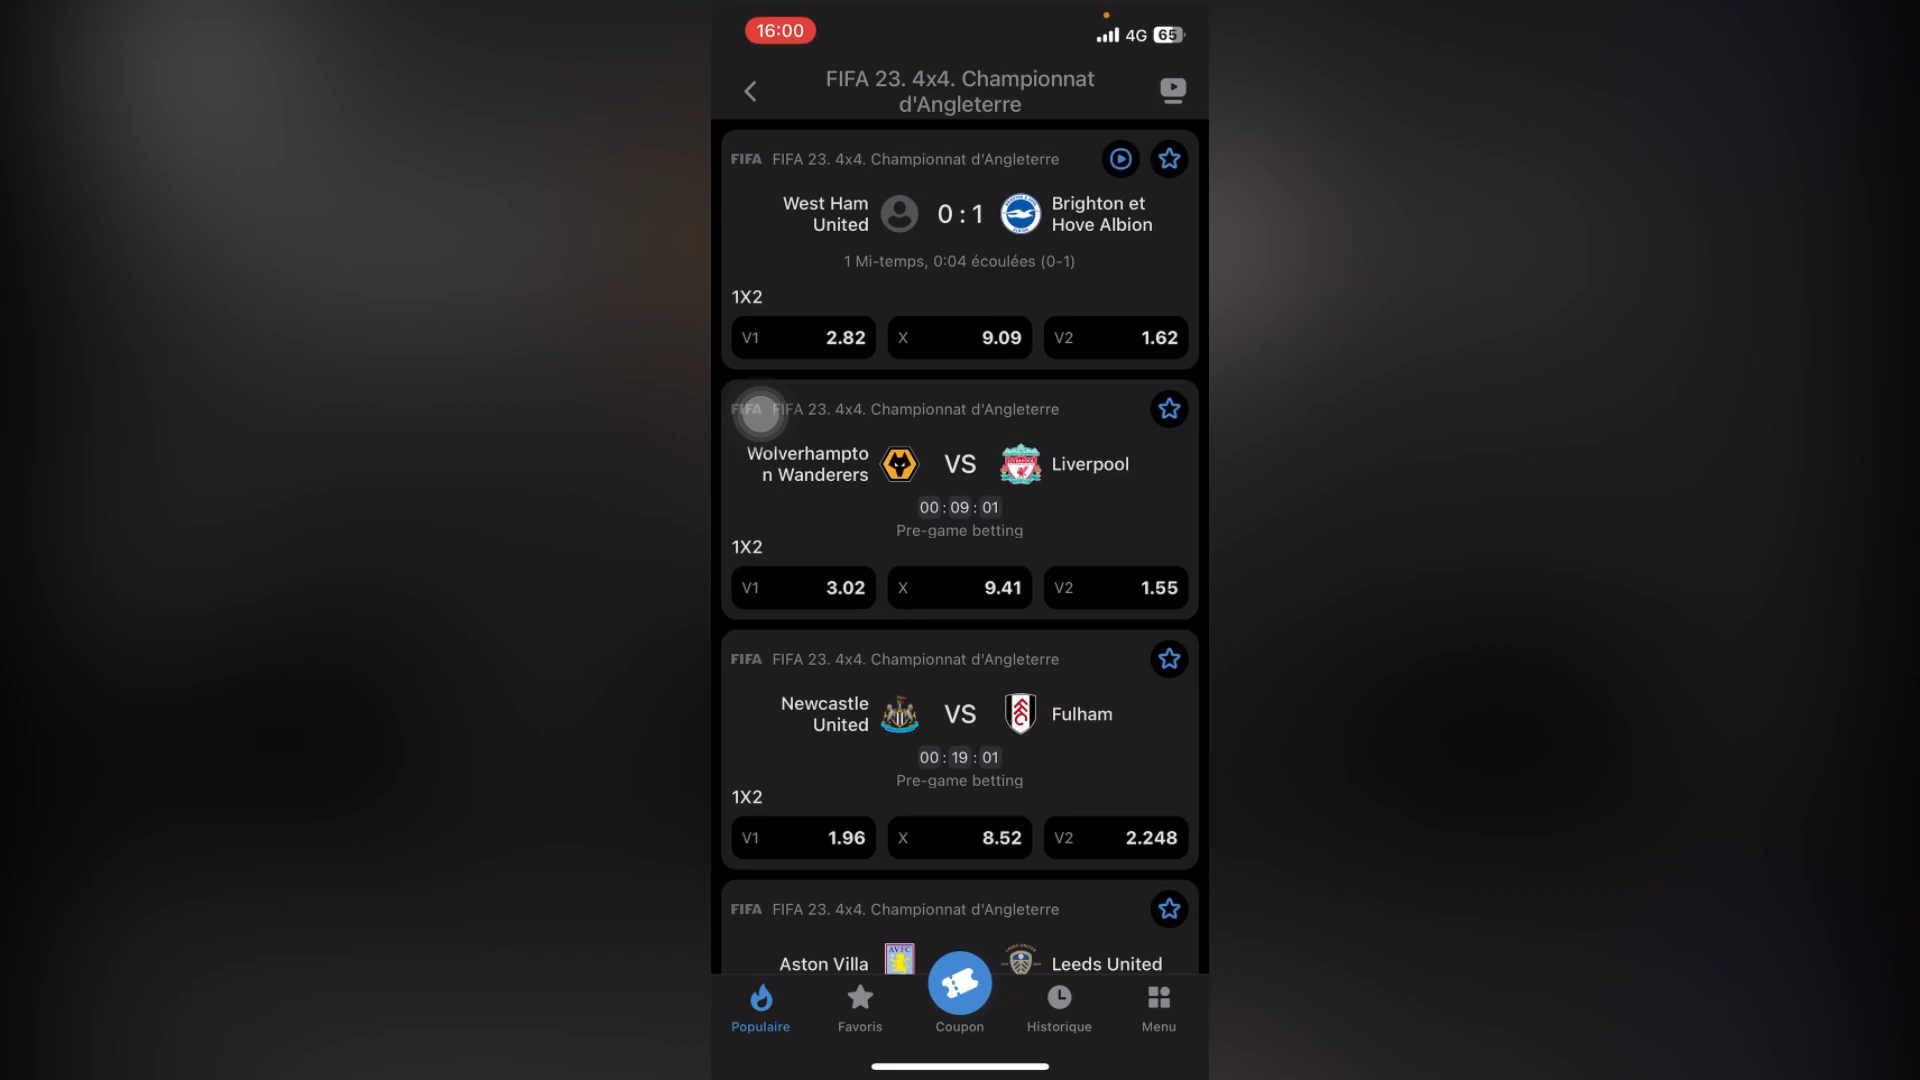 16:00
4G 65
FIFA 23. 4x4. Championnat
d'Angleterre
FIFA FIFA 23. 4x4. Championnat d'Angleterre
West Ham
United
0 : 1
Brighton et
Hove Albion
1 Mi-temps, 0:04 écoulées (0-1)
1X2
V1 2.82 X 9.09 V2 1.62
FIFA FIFA 23. 4x4. Championnat d'Angleterre
Wolverhampto
n Wanderers
VS
Liverpool
00 : 09 : 01
Pre-game betting
1X2
V1 3.02 X 9.41 V2 1.55
FIFA FIFA 23. 4x4. Championnat d'Angleterre
Newcastle
United
VS
Fulham
00 : 19 : 01
Pre-game betting
1X2
V1 1.96 X 8.52 V2 2.248
FIFA FIFA 23. 4x4. Championnat d'Angleterre
Aston Villa
AVFC
Leeds United
Populaire Favoris Coupon Historique Menu